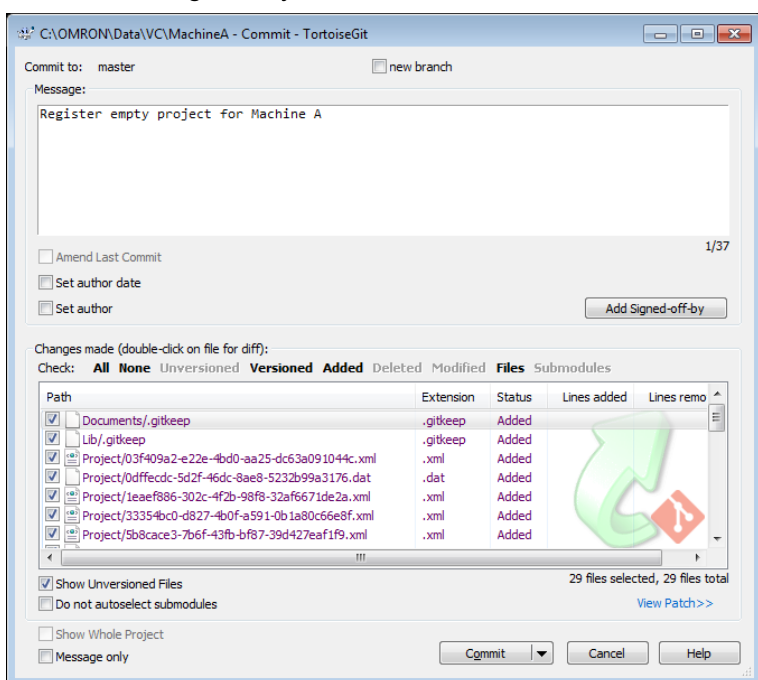 C:\OMRON\Data\VC\MachineA - Commit - TortoiseGit
Commit to: master
new branch
Message:
Register empty project for Machine A
1/37
Amend Last Commit
Set author date
Set author
Add Signed-off-by
Changes made (double-click on file for diff):
Check: All None Unversioned Versioned Added Deleted Modified Files Submodules
Path Extension Status Lines added Lines remo
Documents/.gitkeep .gitkeep Added
Lib/.gitkeep .gitkeep Added
Project/03f409a2-e22e-4bd0-aa25-dc63a091044c.xml .xml Added
Project/0dffecdc-5d2f-46dc-8ae8-5232b99a3176.dat .dat Added
Project/1eaef886-302c-4f2b-98f8-32af6671de2a.xml .xml Added
Project/33354bc0-d827-4b0f-a591-0b1a80c66e8f.xml .xml Added
Project/5b8cace3-7b6f-43fb-bf87-39d427eaf1f9.xml .xml Added
Show Unversioned Files
29 files selected, 29 files total
Do not autoselect submodules
View Patch>>
Show Whole Project
Message only
Commit
Cancel
Help